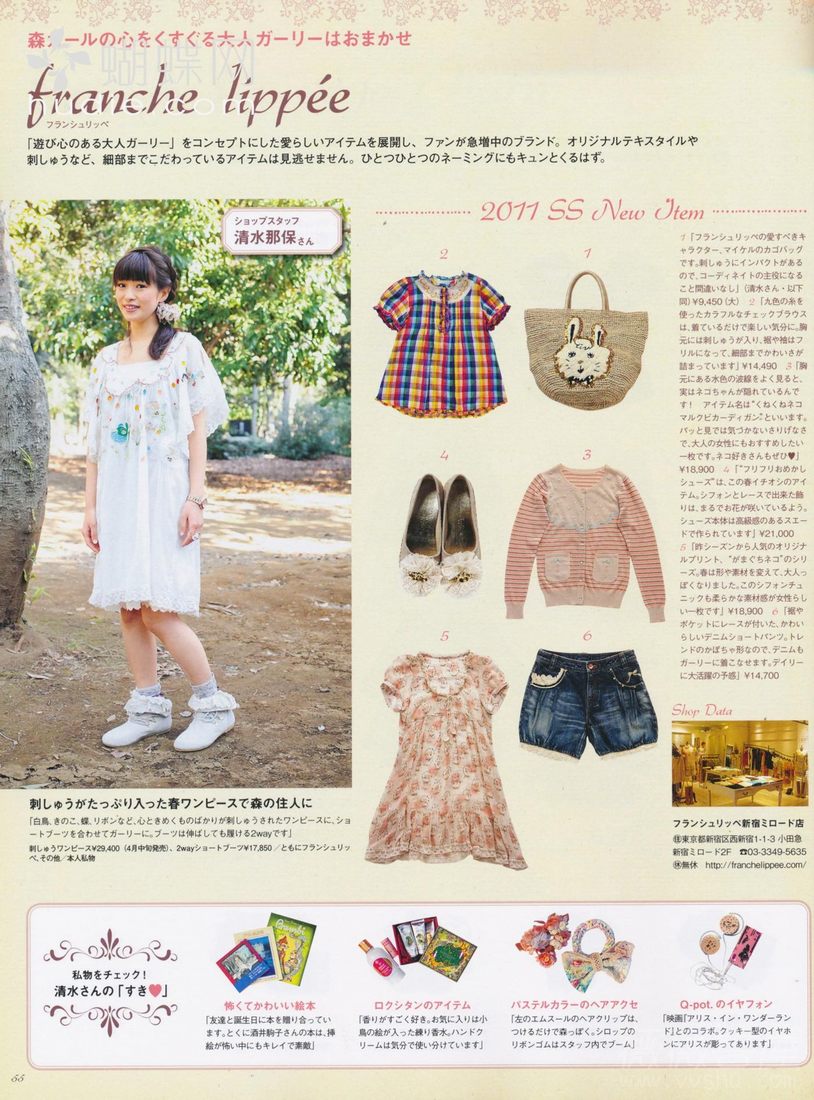 森ガールの心をくすぐる大人ガーリーはおまかせ
蝴蝶网
franche lippée
フランシュリッペ
「遊び心のある大人ガーリー」をコンセプトにした愛らしいアイテムを展開し、ファンが急増中のブランド。オリジナルテキスタイルや
刺しゅうなど、細部までこだわっているアイテムは見逃せません。ひとつひとつのネーミングにもキュンとくるはず。
ショップスタッフ
清水那保さん
2011 SS New Item
2
1
4
3
5
6
1「フランシュリッペの愛すべきキ
ャラクター、マイケルのカゴバッグ
です。刺しゅうにインパクトがある
ので、コーディネイトの主役になる
こと間違いなし」(清水さん・以下
同)¥9,450(大) 2「九色の糸を
使ったカラフルなチェックブラウス
は、着ているだけで楽しい気分に。胸
元には刺しゅうが入り、裾や袖はフ
リルになって、細部までかわいさが
詰まっています」¥14,490 3「胸
元にある水色の波線をよく見ると、
実はネコちゃんが隠れているんで
す! アイテム名は“くねくねネコ
マルクビカーディガン”といいます。
パッと見では気づかないさりげなさ
で、大人の女性にもおすすめしたい
一枚です。ネコ好きさんもぜひ♥」
¥18,900 4「“フリフリおめかし
シューズ”は、この春イチオシのアイ
テム。シフォンとレースで出来た飾
りは、まるでお花が咲いているよう。
シューズ本体は高級感のあるスエー
ドで作られています」¥21,000
5「昨シーズンから人気のオリジナ
ルプリント、“がまぐちネコ”のシリ
ーズ。春は形や素材を変えて、大人っ
ぽくなりました。このシフォンチュ
ニックも柔らかな素材感が女性らし
い一枚です」¥18,900 6「裾や
ポケットにレースが付いた、かわい
らしいデニムショートパンツ。トレ
ンドのかぼちゃ形なので、デニムも
ガーリーに着こなせます。デイリー
に大活躍の予感」¥14,700
Shop Data
フランシュリッペ新宿ミロード店
㊟東京都新宿区西新宿1-1-3 小田急
新宿ミロード2F ☎03-3349-5635
㊡無休 http://franchelippee.com/
刺しゅうがたっぷり入った春ワンピースで森の住人に
「白鳥、きのこ、蝶、リボンなど、心ときめくものばかりが刺しゅうされたワンピースに、ショ
ートブーツを合わせてガーリーに。ブーツは伸ばしても履ける2wayです」
刺しゅうワンピース¥29,400(4月中旬発売)、2wayショートブーツ¥17,850/ともにフランシュリッ
ペ、その他/本人私物
私物をチェック!
清水さんの「すき♥」
怖くてかわいい絵本
「友達と誕生日に本を贈り合ってい
ます。とくに酒井駒子さんの本は、挿
絵が怖い中にもキレイで素敵」
ロクシタンのアイテム
「香りがすごく好き。お気に入りは小
鳥の絵が入った練り香水。ハンドク
リームは気分で使い分けています」
パステルカラーのヘアアクセ
「左のエムスールのヘアクリップは、
つけるだけで森っぽく。シロップの
リボンゴムはスタッフ内でブーム」
Q-pot. のイヤフォン
「映画『アリス・イン・ワンダーラン
ド』とのコラボ。クッキー型のイヤホ
ンにアリスが彫ってあります」
55